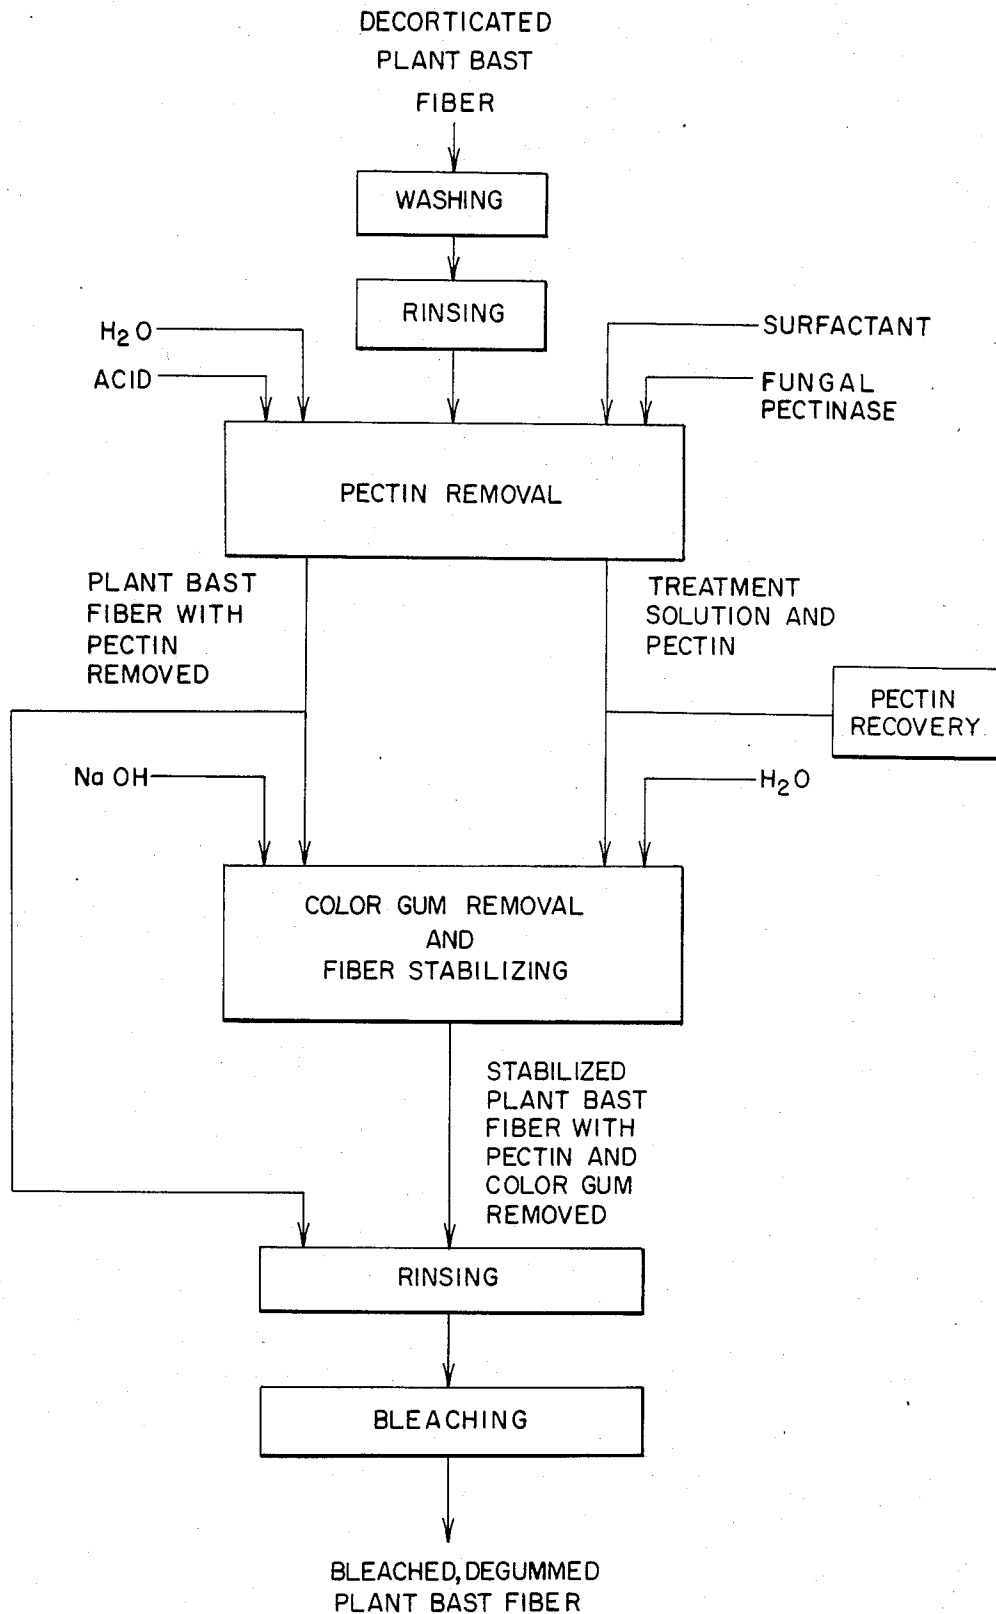 DECORTICATED
PLANT BAST
FIBER
WASHING
RINSING
H2O
ACID
SURFACTANT
FUNGAL
PECTINASE
PECTIN REMOVAL
PLANT BAST
FIBER WITH
PECTIN
REMOVED
TREATMENT
SOLUTION AND
PECTIN
PECTIN
RECOVERY
NaOH
H2O
COLOR GUM REMOVAL
AND
FIBER STABILIZING
STABILIZED
PLANT BAST
FIBER WITH
PECTIN AND
COLOR GUM
REMOVED
RINSING
BLEACHING
BLEACHED, DEGUMMED
PLANT BAST FIBER